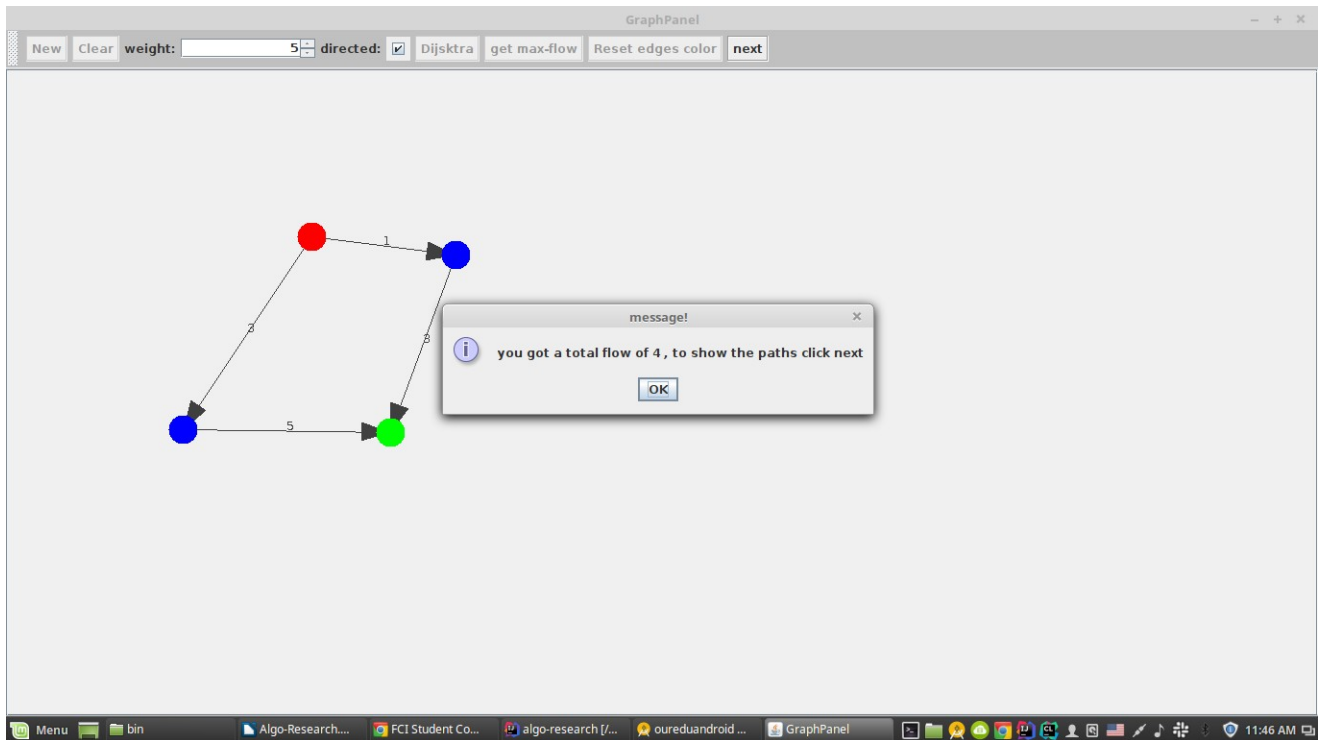 GraphPanel
New Clear weight: 5 directed: Dijsktra get max-flow Reset edges color next
1
3
3
5
message!
you got a total flow of 4 , to show the paths click next
OK
Menu bin Algo-Research.... FCI Student Co... algo-research [/... oureduandroid ... GraphPanel 11:46 AM